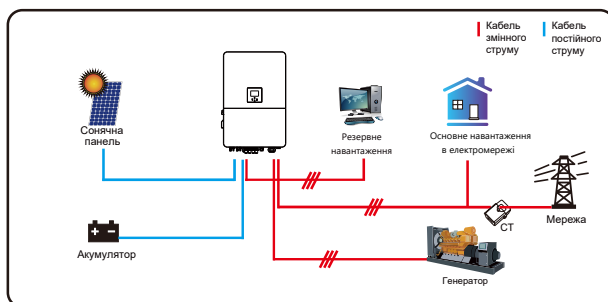 Кабель
змінного
струму
Кабель
постійного
струму
Сонячна
панель
Резервне
навантаження
Основне навантаження
в електромережі
CT
Мережа
Акумулятор
Генератор